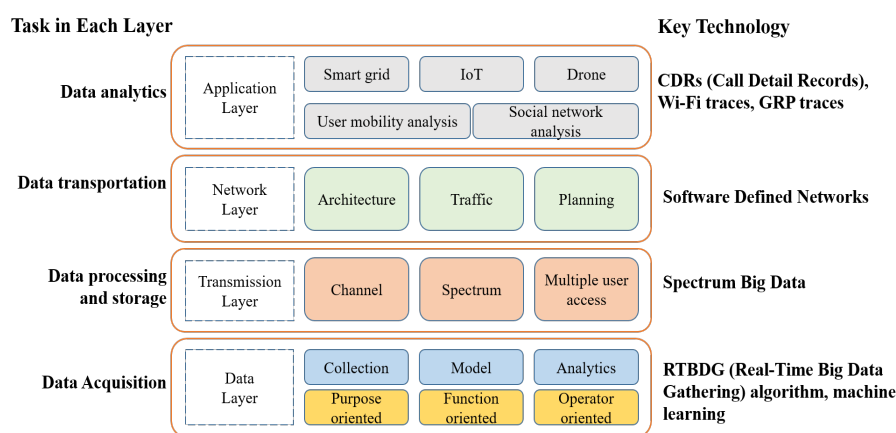 Task in Each Layer
Key Technology
Data analytics
Application
Layer
Smart grid
IoT
Drone
User mobility analysis
Social network
analysis
CDRs (Call Detail Records),
Wi-Fi traces, GRP traces
Data transportation
Network
Layer
Architecture
Traffic
Planning
Software Defined Networks
Data processing
and storage
Transmission
Layer
Channel
Spectrum
Multiple user
access
Spectrum Big Data
Data Acquisition
Data
Layer
Collection
Model
Analytics
Purpose
oriented
Function
oriented
Operator
oriented
RTBDG (Real-Time Big Data
Gathering) algorithm, machine
learning